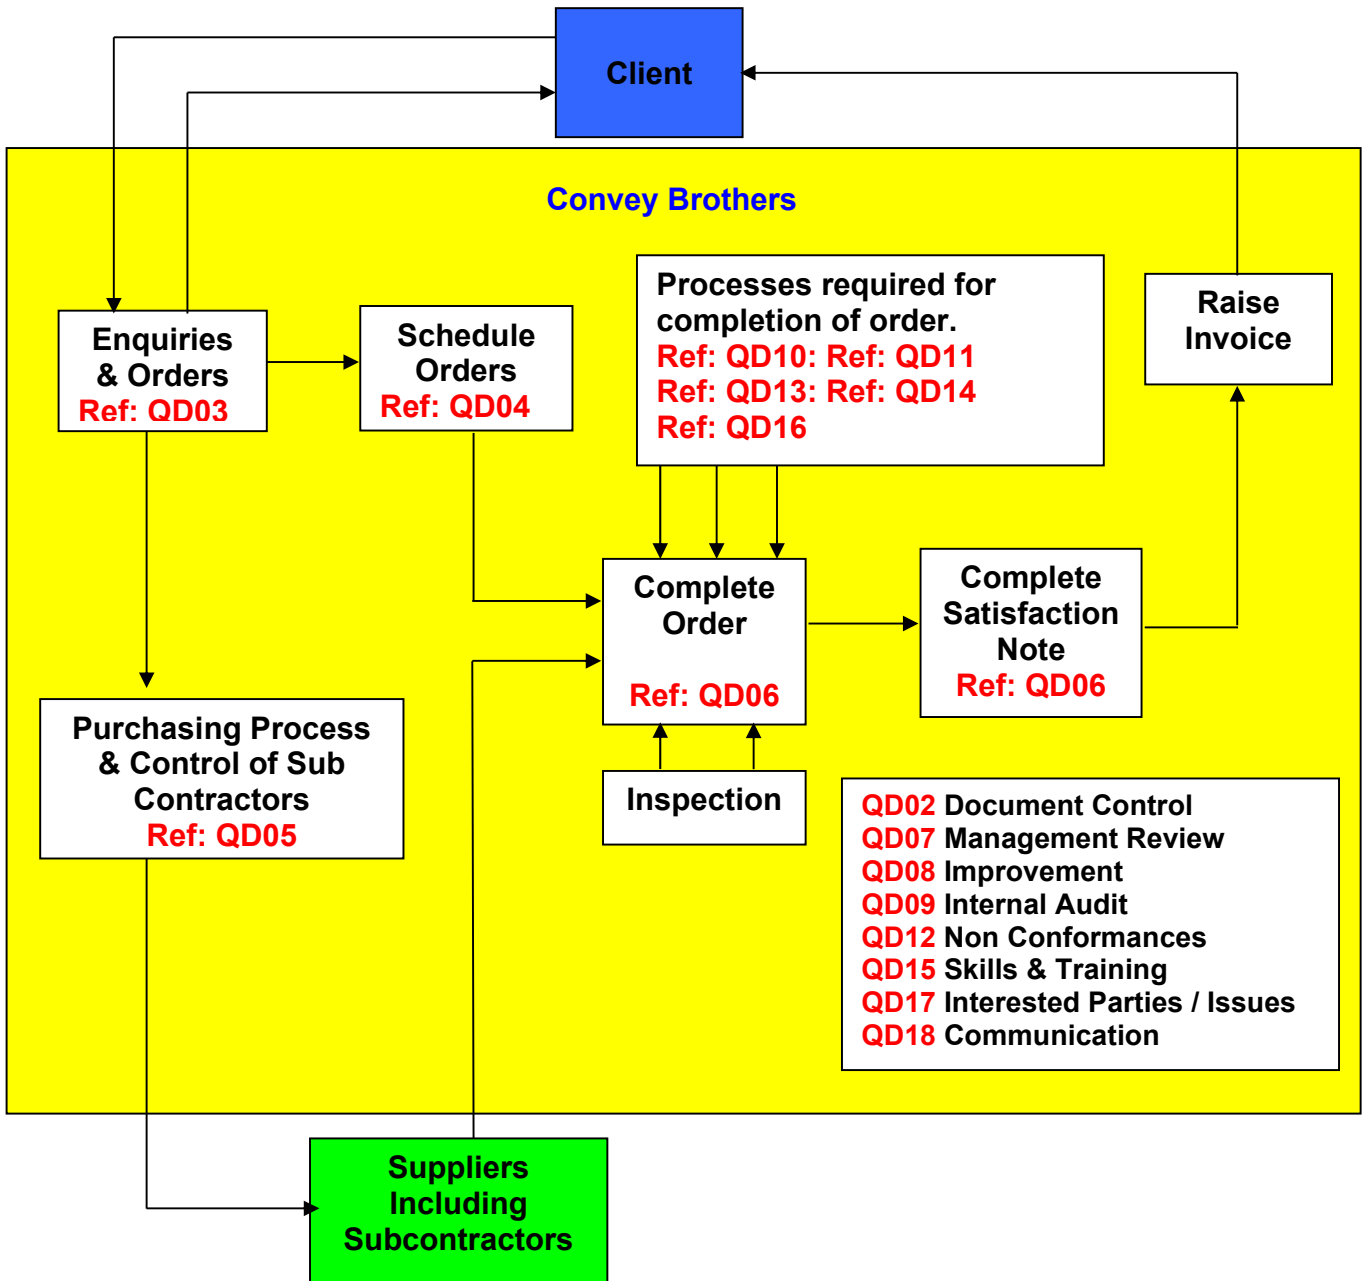 Client
Convey Brothers
Enquiries
& Orders
Ref: QD03
Schedule
Orders
Ref: QD04
Processes required for
completion of order.
Ref: QD10: Ref: QD11
Ref: QD13: Ref: QD14
Ref: QD16
Raise
Invoice
Complete
Order
Ref: QD06
Complete
Satisfaction
Note
Ref: QD06
Purchasing Process
& Control of Sub
Contractors
Ref: QD05
Inspection
QD02 Document Control
QD07 Management Review
QD08 Improvement
QD09 Internal Audit
QD12 Non Conformances
QD15 Skills & Training
QD17 Interested Parties / Issues
QD18 Communication
Suppliers
Including
Subcontractors